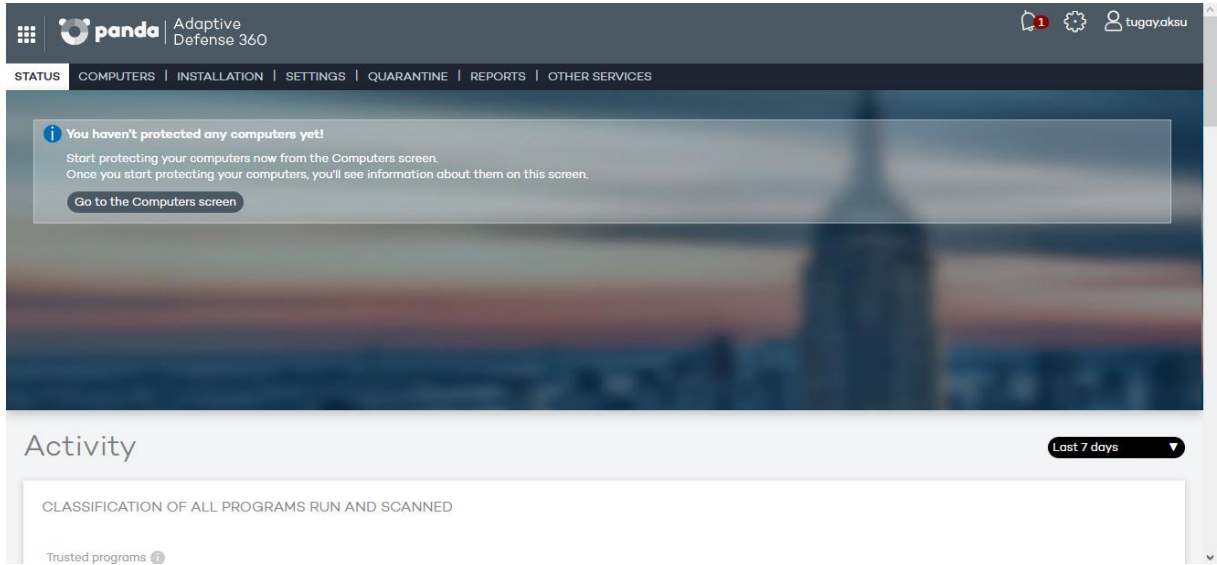 panda
Adaptive
Defense 360
1
tugay.aksu
STATUS COMPUTERS | INSTALLATION | SETTINGS | QUARANTINE | REPORTS | OTHER SERVICES
You haven't protected any computers yet!
Start protecting your computers now from the Computers screen.
Once you start protecting your computers, you'll see information about them on this screen.
Go to the Computers screen
Activity
Last 7 days
CLASSIFICATION OF ALL PROGRAMS RUN AND SCANNED
Trusted programs